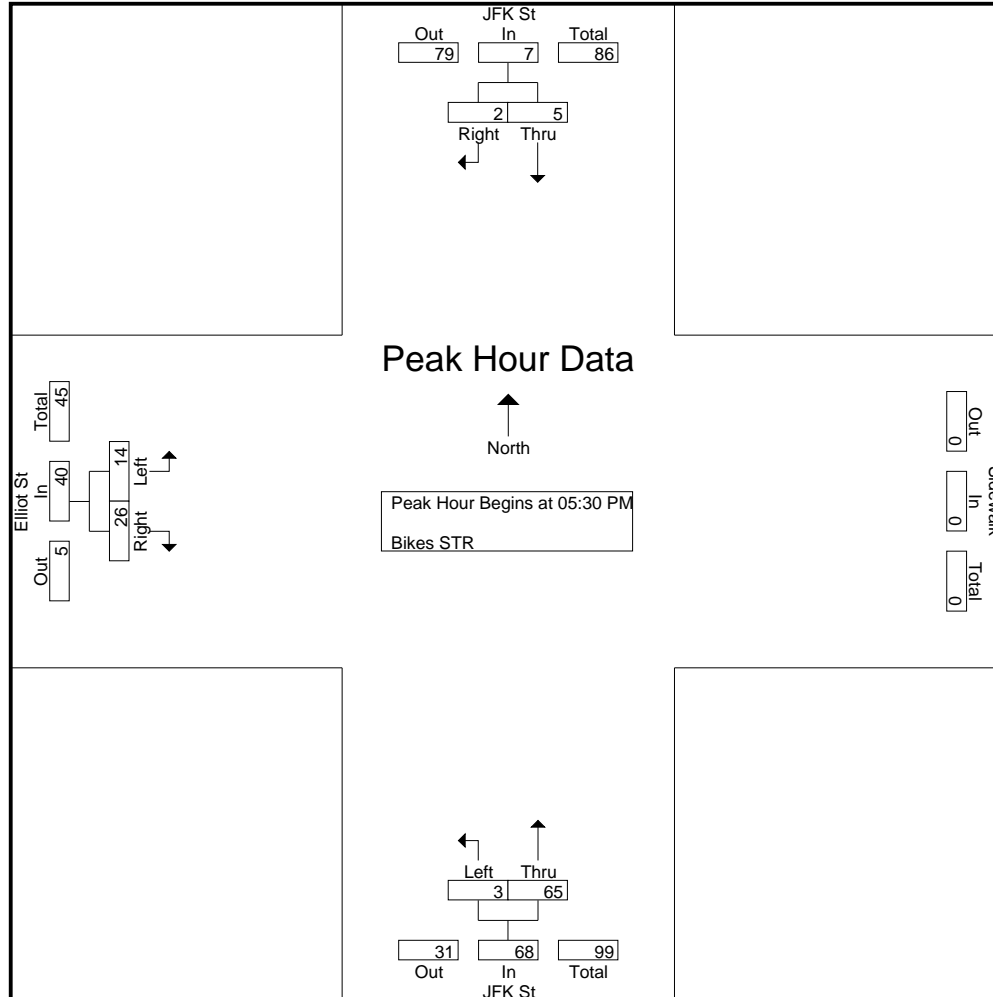 JFK St
Out In Total
79 7 86
2 5
Right Thru
Peak Hour Data
North
Peak Hour Begins at 05:30 PM
Bikes STR
Elliot St
Total In Out
45 40 5
14 26
Left Right
Out In Total
0 0 0
Left Thru
3 65
31 68 99
Out In Total
JFK St